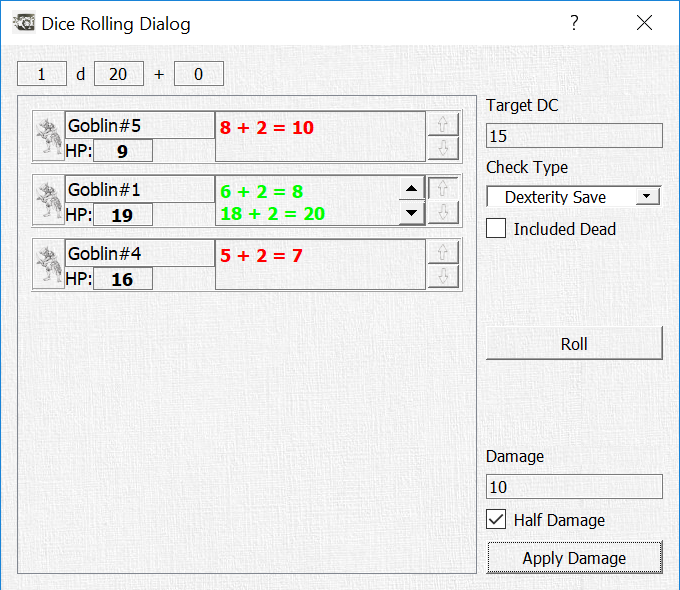 Dice Rolling Dialog
?
1 d 20 + 0
Goblin#5
8 + 2 = 10
HP: 9
Goblin#1
6 + 2 = 8
HP: 19
18 + 2 = 20
Goblin#4
5 + 2 = 7
HP: 16
Target DC
15
Check Type
Dexterity Save
Included Dead
Roll
Damage
10
Half Damage
Apply Damage